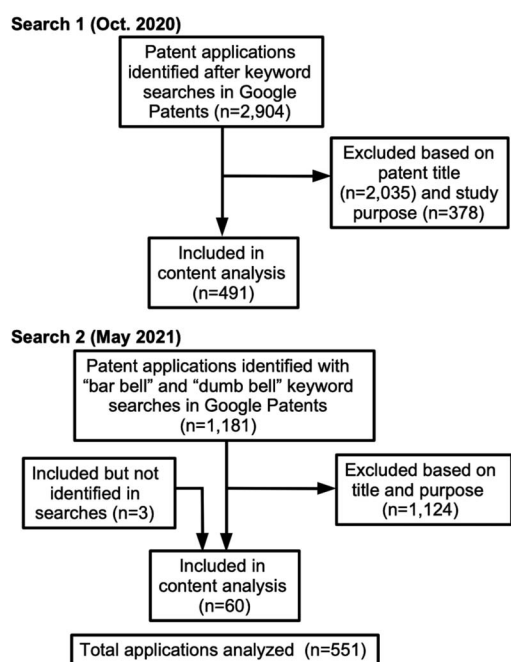 Search 1 (Oct. 2020)
Patent applications
identified after keyword
searches in Google
Patents (n=2,904)
Excluded based on
patent title
(n=2,035) and study
purpose (n=378)
Included in
content analysis
(n=491)
Search 2 (May 2021)
Patent applications identified with
“bar bell” and “dumb bell” keyword
searches in Google Patents
(n=1,181)
Included but not
identified in
searches (n=3)
Excluded based on
title and purpose
(n=1,124)
Included in
content analysis
(n=60)
Total applications analyzed (n=551)